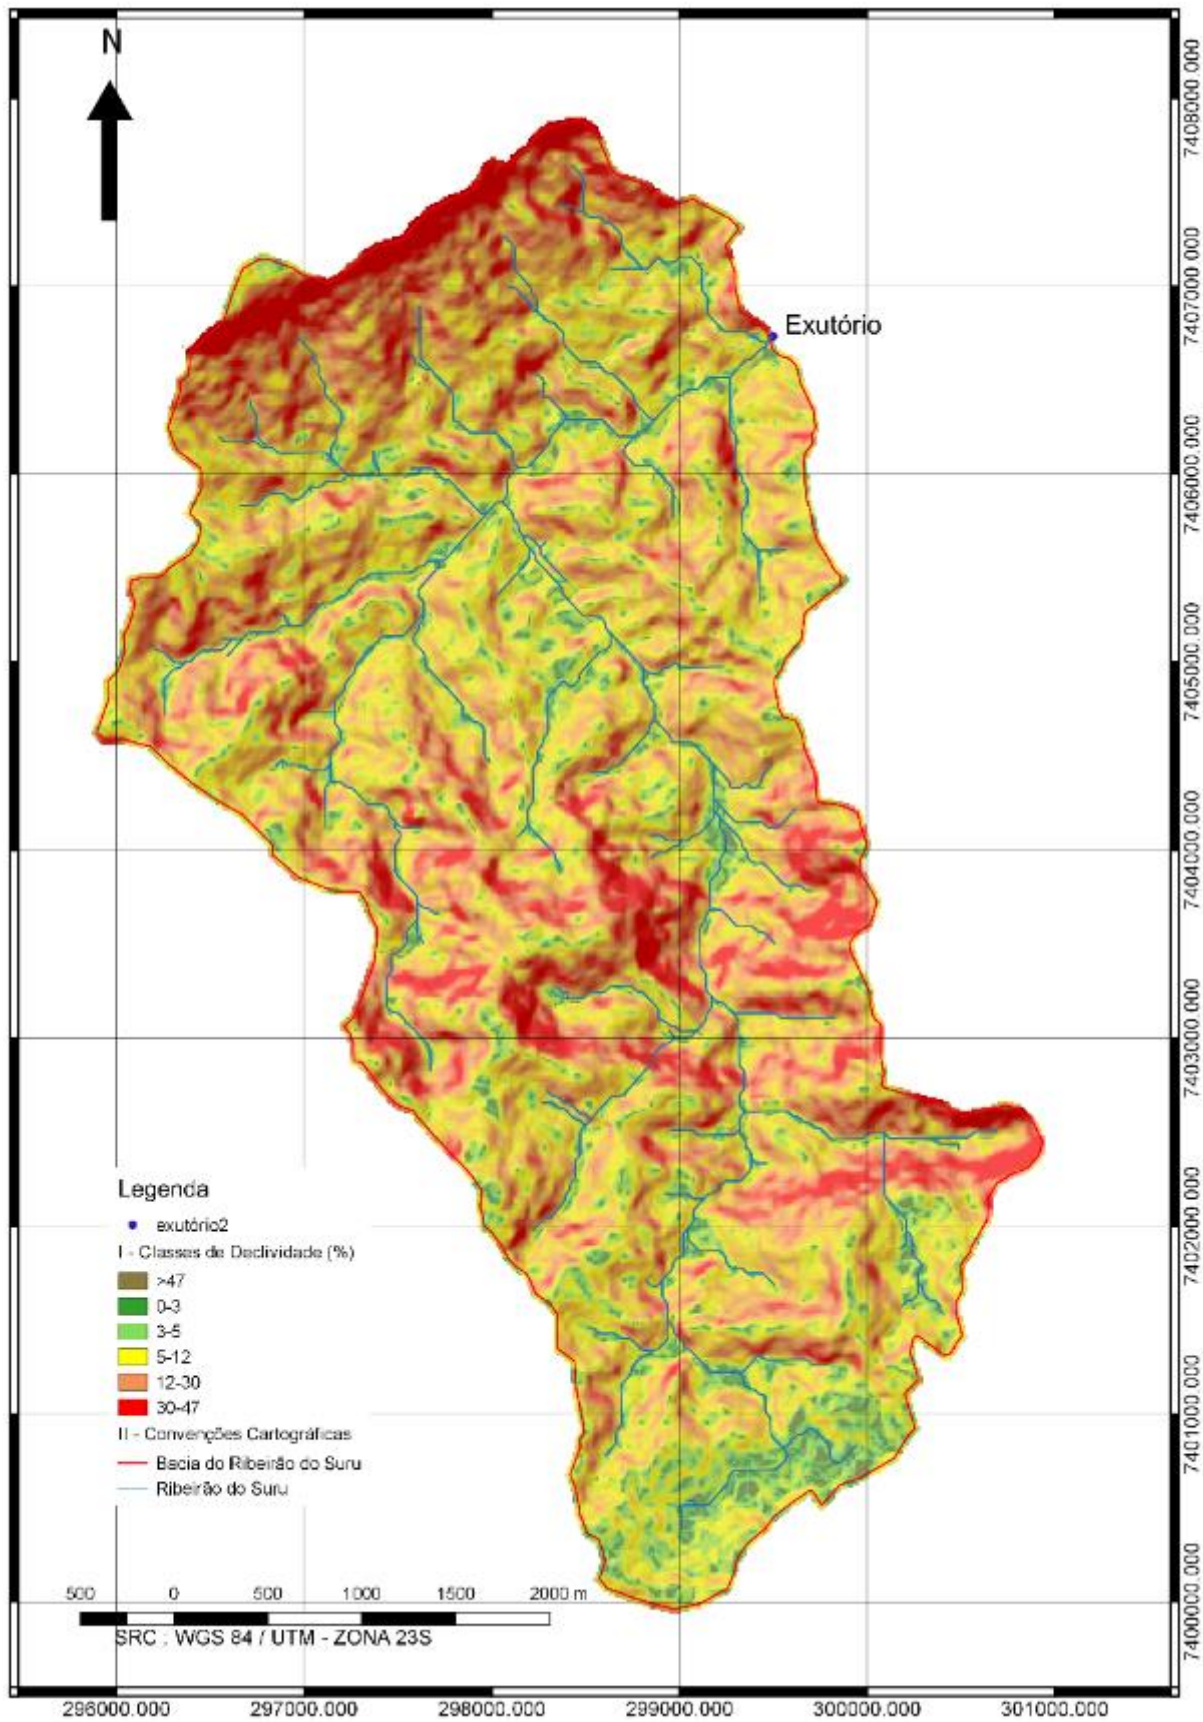 N
7408000.000
7407000.000
Exutório
7406000.000
7405000.000
7404000.000
7403000.000
7402000.000
7401000.000
7400000.000
Legenda
exutório2
I - Classes de Declividade (%)
>47
0-3
3-5
5-12
12-30
30-47
II - Convenções Cartográficas
Bacia do Ribeirão do Suru
Ribeirão do Suru
500 0 500 1000 1500 2000 m
SRC : WGS 84 / UTM - ZONA 23S
296000.000 297000.000 298000.000 299000.000 300000.000 301000.000